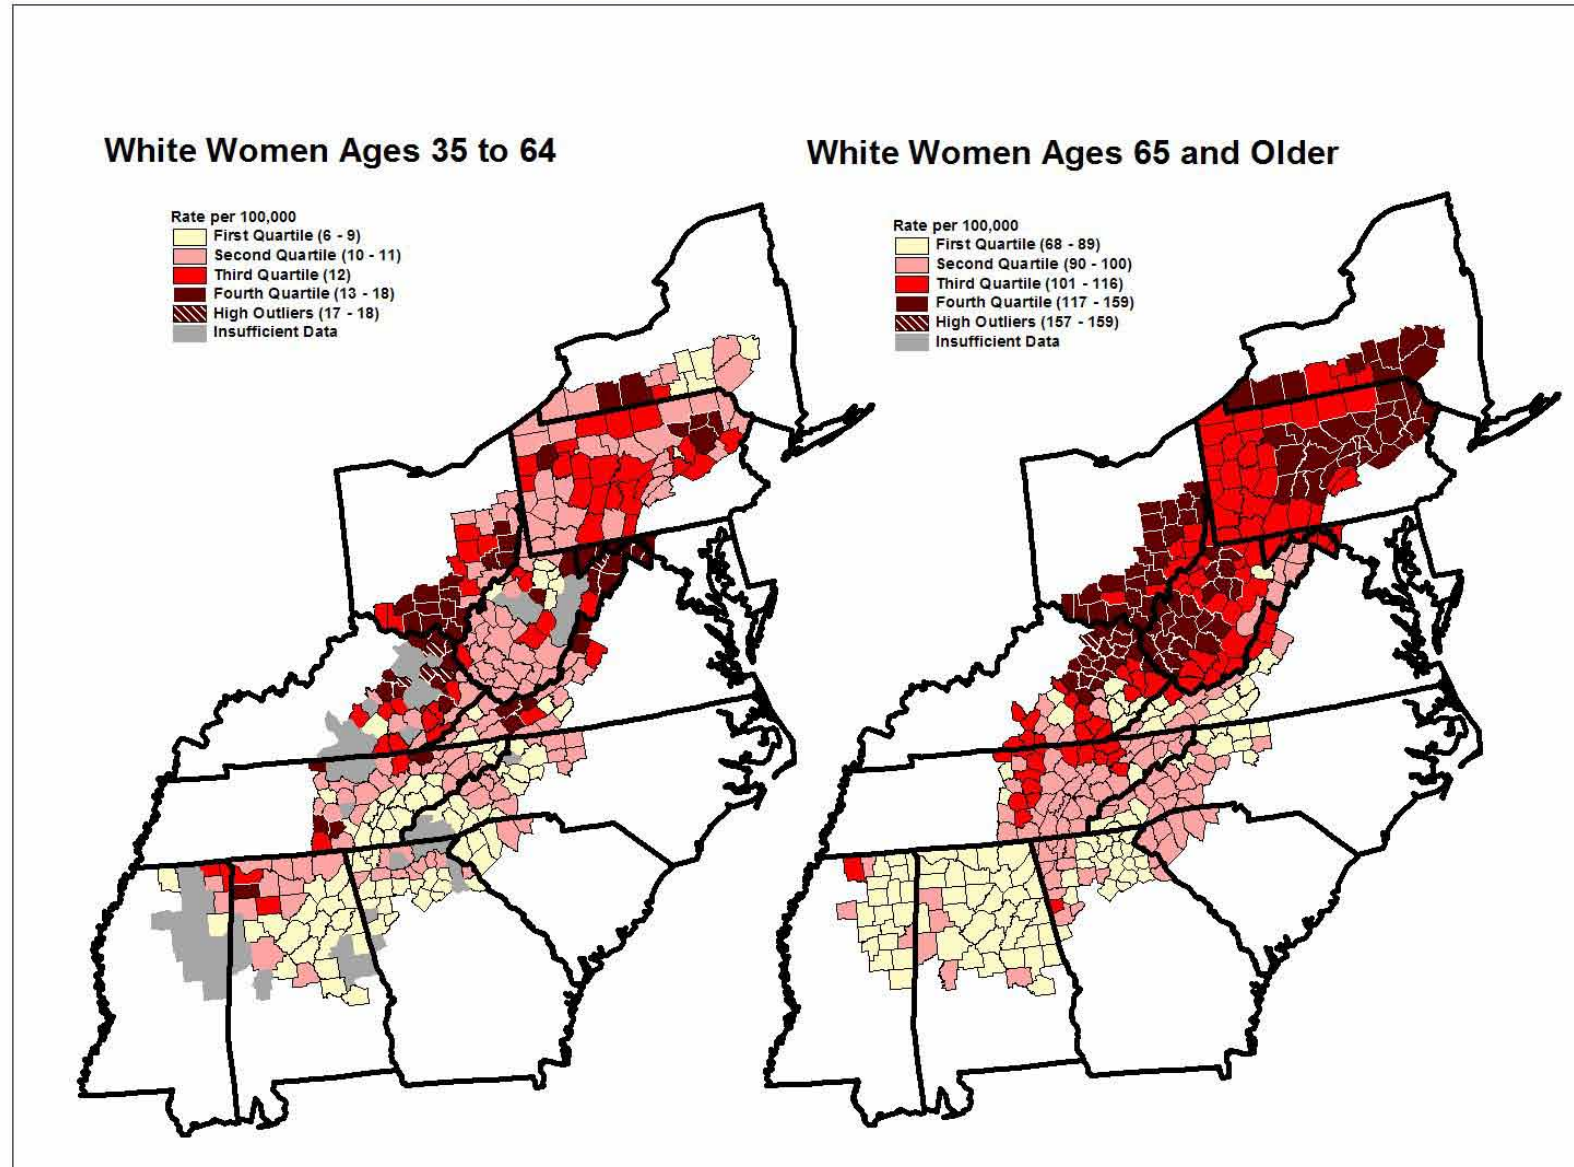 White Women Ages 35 to 64
Rate per 100,000
First Quartile (6 - 9)
Second Quartile (10 - 11)
Third Quartile (12)
Fourth Quartile (13 - 18)
High Outliers (17 - 18)
Insufficient Data
White Women Ages 65 and Older
Rate per 100,000
First Quartile (68 - 89)
Second Quartile (90 - 100)
Third Quartile (101 - 116)
Fourth Quartile (117 - 159)
High Outliers (157 - 159)
Insufficient Data